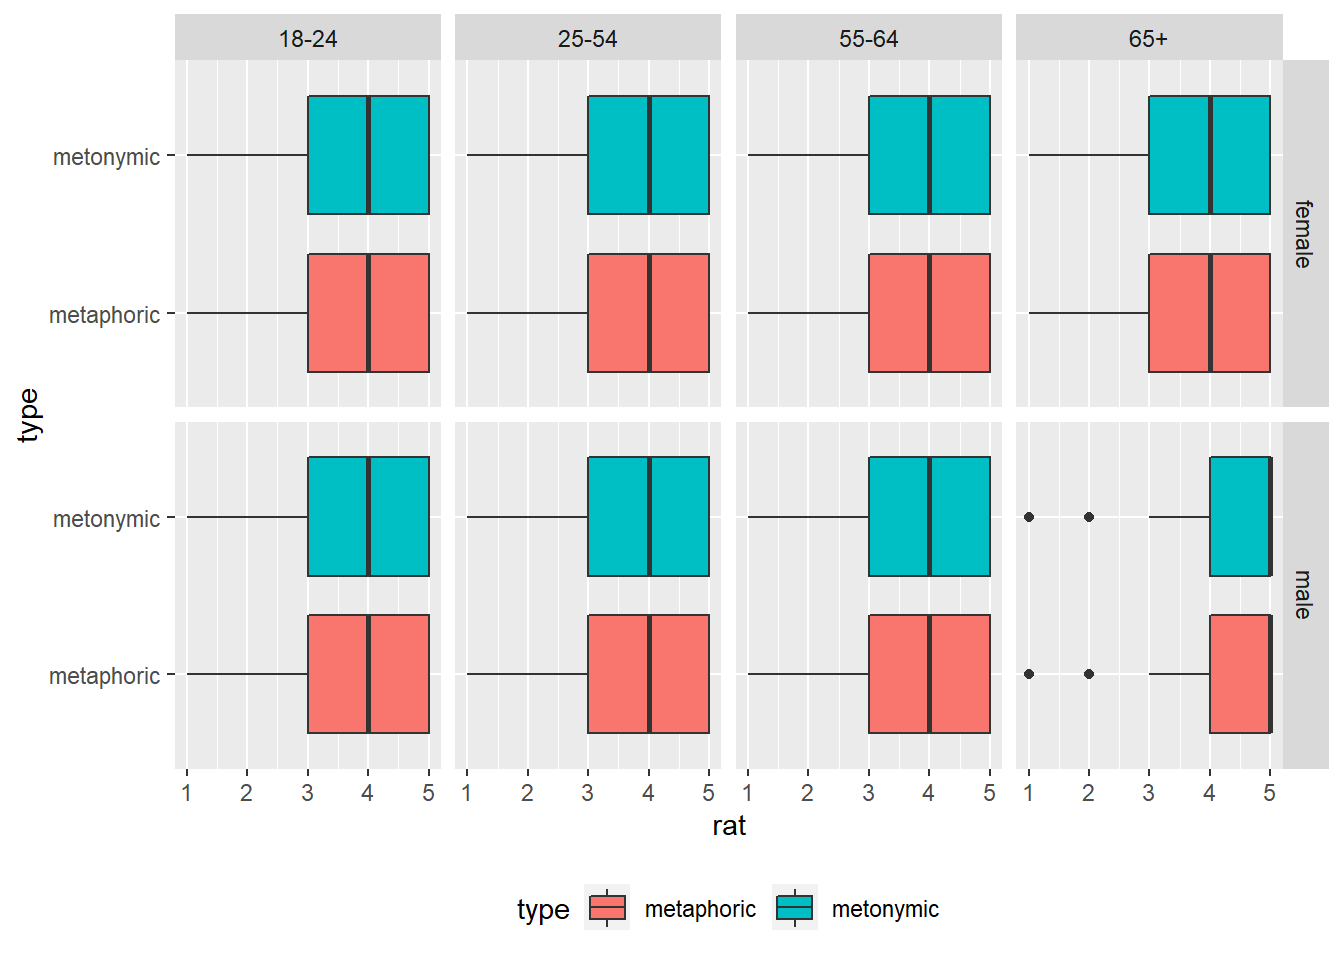 18-24 25-54 55-64 65+
metonymic
metaphoric
female
type
metonymic
metaphoric
male
1 2 3 4 5 1 2 3 4 5 1 2 3 4 5 1 2 3 4 5
rat
type metaphoric metonymic